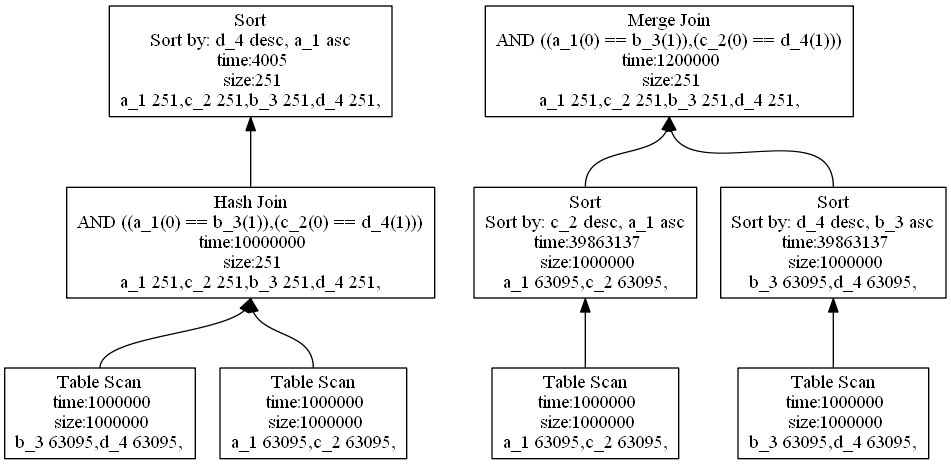 Sort
Sort by: d_4 desc, a_1 asc
time:4005
size:251
a_1 251,c_2 251,b_3 251,d_4 251,
Merge Join
AND ((a_1(0) == b_3(1)),(c_2(0) == d_4(1)))
time:1200000
size:251
a_1 251,c_2 251,b_3 251,d_4 251,
Hash Join
AND ((a_1(0) == b_3(1)),(c_2(0) == d_4(1)))
time:10000000
size:251
a_1 251,c_2 251,b_3 251,d_4 251,
Sort
Sort by: c_2 desc, a_1 asc
time:39863137
size:1000000
a_1 63095,c_2 63095,
Sort
Sort by: d_4 desc, b_3 asc
time:39863137
size:1000000
b_3 63095,d_4 63095,
Table Scan
time:1000000
size:1000000
b_3 63095,d_4 63095,
Table Scan
time:1000000
size:1000000
a_1 63095,c_2 63095,
Table Scan
time:1000000
size:1000000
a_1 63095,c_2 63095,
Table Scan
time:1000000
size:1000000
b_3 63095,d_4 63095,